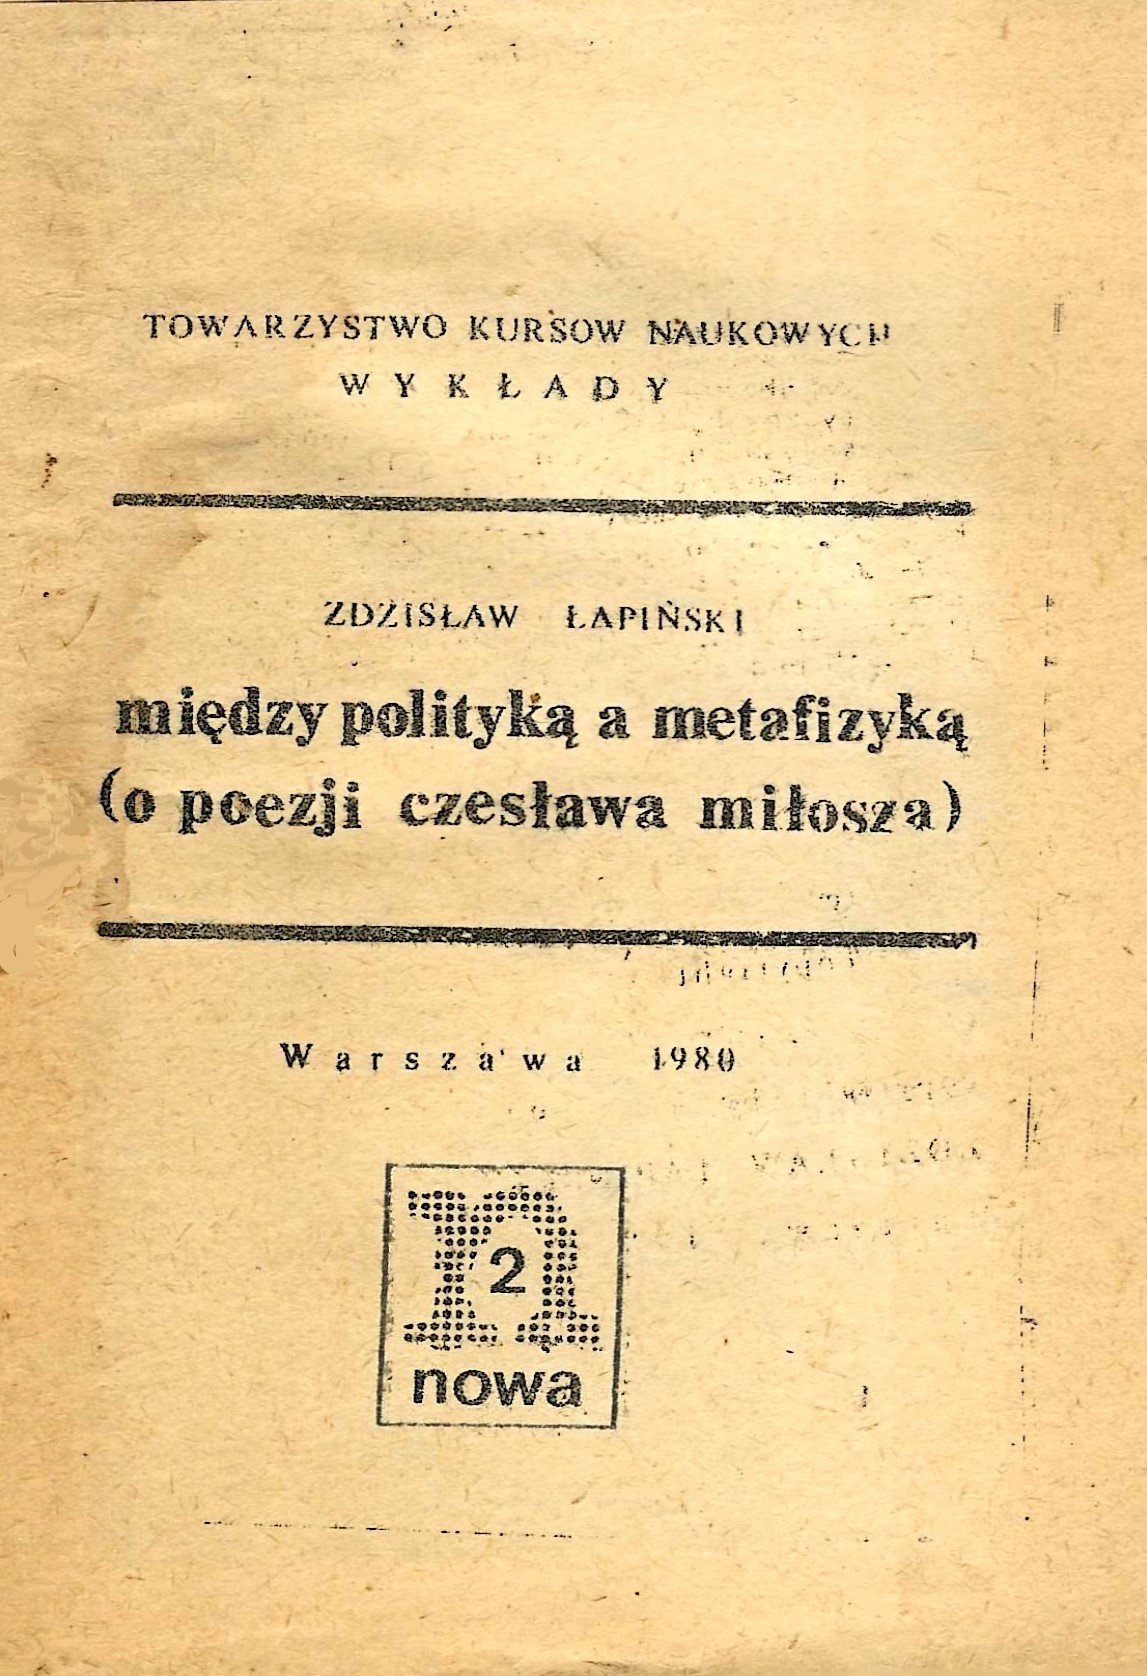 TOWARZYSTWO KURSOW NAUKOWYCH
WYKŁADY
ZDZISŁAW ŁAPIŃSKI
między polityką a metafizyką
(o poezji czesława miłosza)
Warszawa 1980
n
2
nowa